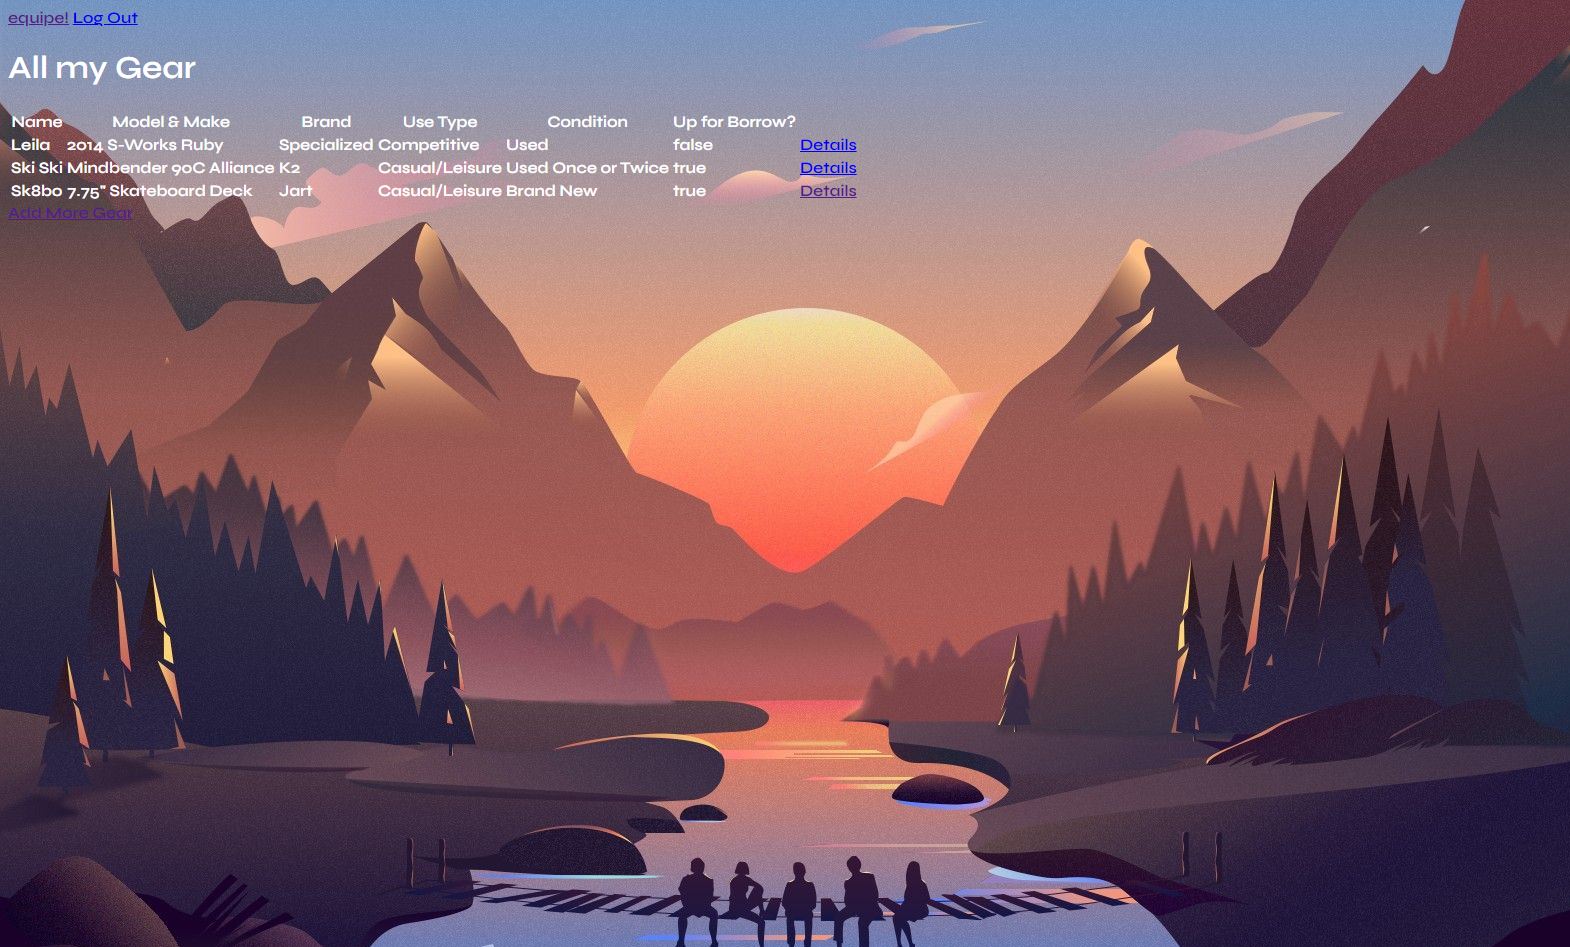 equipe! Log Out
All my Gear
Name Model & Make Brand Use Type Condition Up for Borrow?
Leila 2014 S-Works Ruby Specialized Competitive Used false Details
Ski Ski Mindbender 90C Alliance K2 Casual/Leisure Used Once or Twice true Details
Sk8bo 7.75" Skateboard Deck Jart Casual/Leisure Brand New true Details
Add More Gear